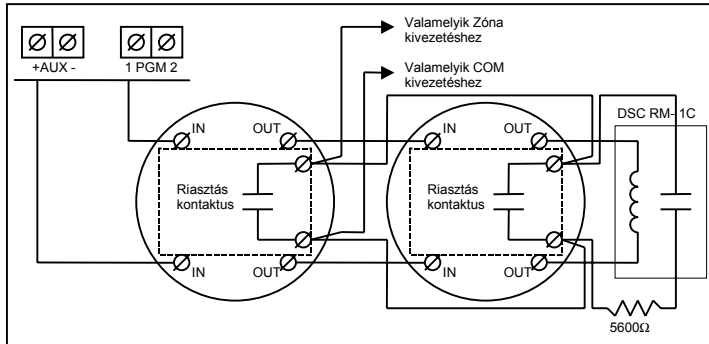 Valamelyik Zóna
kivezetéshez
+AUX -
1 PGM 2
Valamelyik COM
kivezetéshez
DSC RM- 1C
IN
OUT
IN
OUT
Riasztás
kontaktus
Riasztás
kontaktus
IN
OUT
IN
OUT
5600Ω